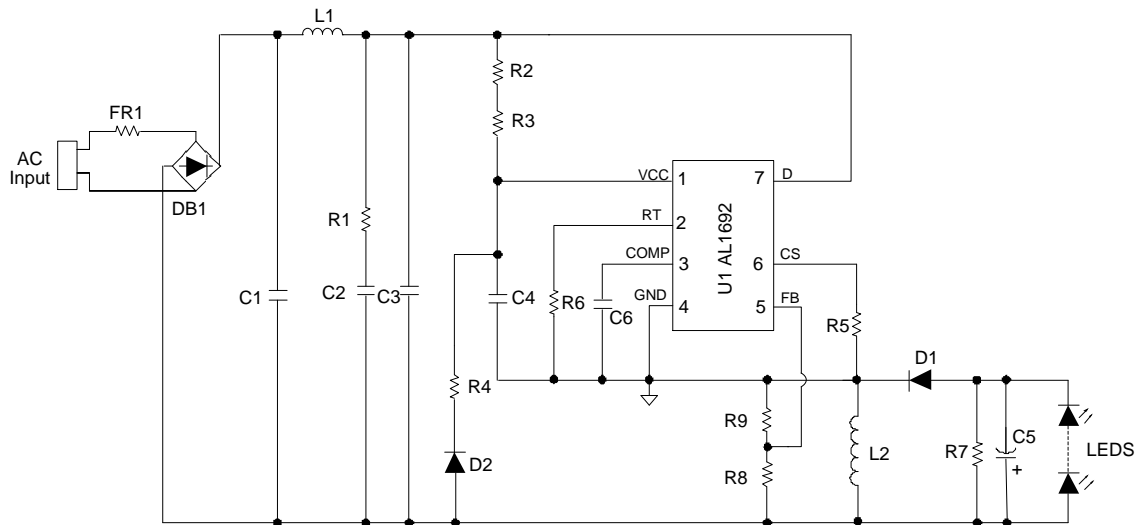 L1
FR1
AC
Input
DB1
R2
R3
R1
C1
C2
C3
C4
R4
D2
VCC
RT
COMP
GND
1
2
3
4
U1 AL1692
7
6
5
D
CS
FB
R6
C6
R5
D1
R9
R8
L2
R7
C5
+
LEDS